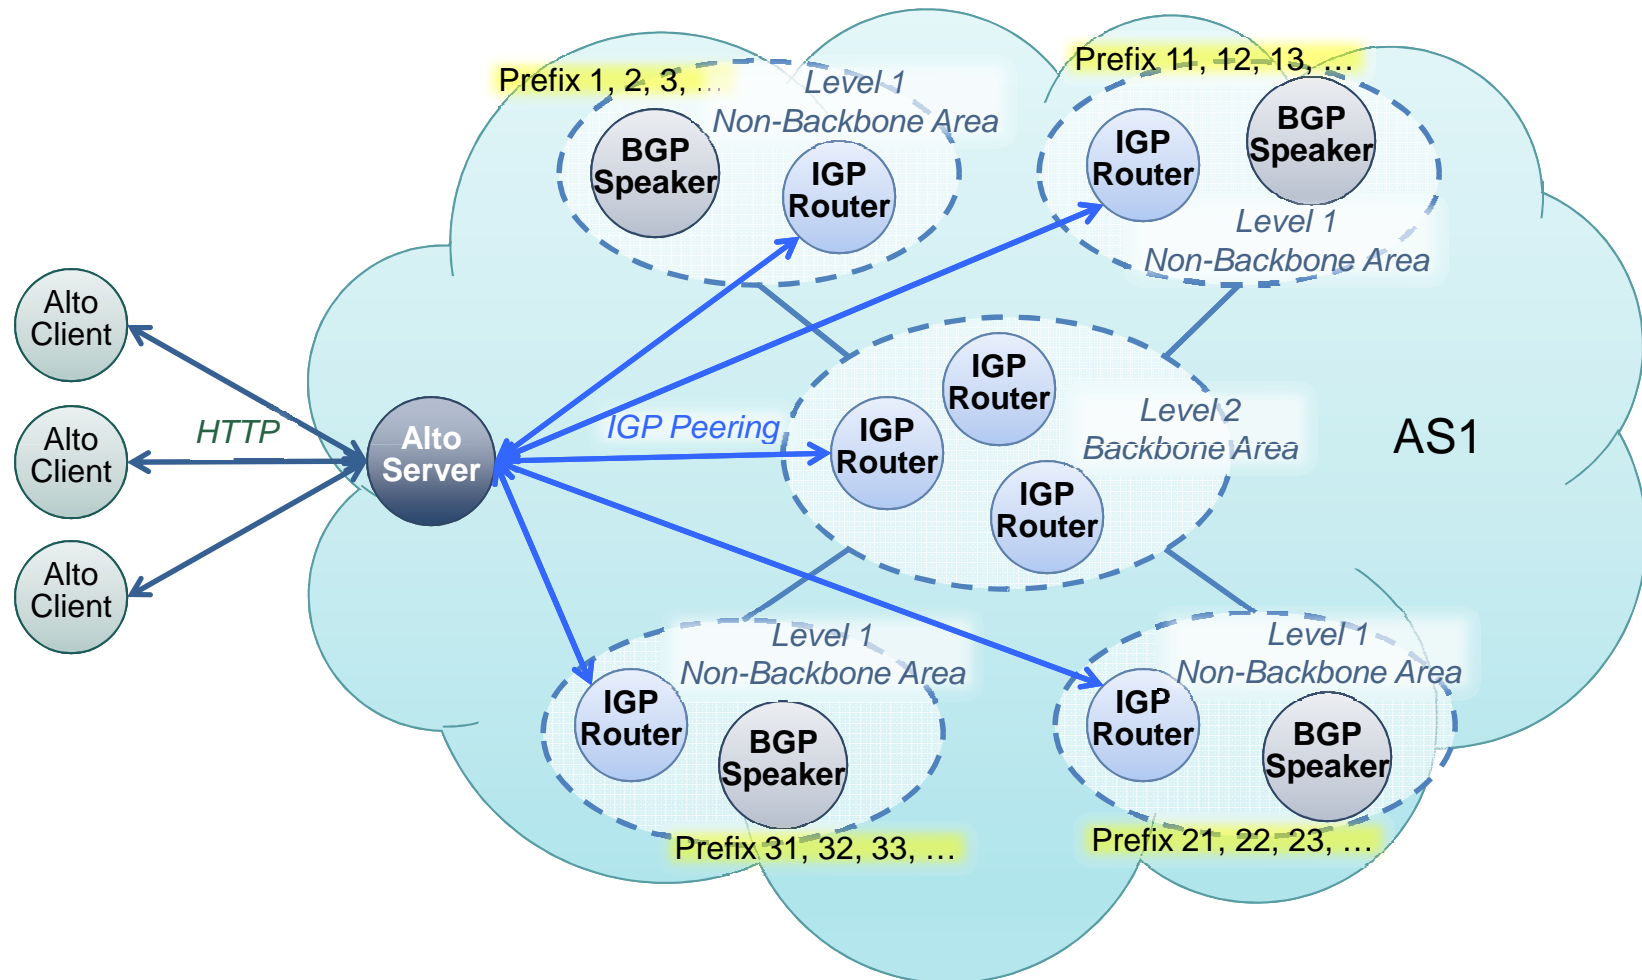 Prefix 1, 2, 3, …
Level 1
Non-Backbone Area
BGP
Speaker
IGP
Router
Prefix 11, 12, 13, …
IGP
Router
BGP
Speaker
Level 1
Non-Backbone Area
Alto
Client
Alto
Client
Alto
Client
HTTP
Alto
Server
IGP Peering
IGP
Router
IGP
Router
IGP
Router
Level 2
Backbone Area
AS1
Level 1
Non-Backbone Area
IGP
Router
BGP
Speaker
Prefix 31, 32, 33, …
Level 1
Non-Backbone Area
IGP
Router
BGP
Speaker
Prefix 21, 22, 23, …